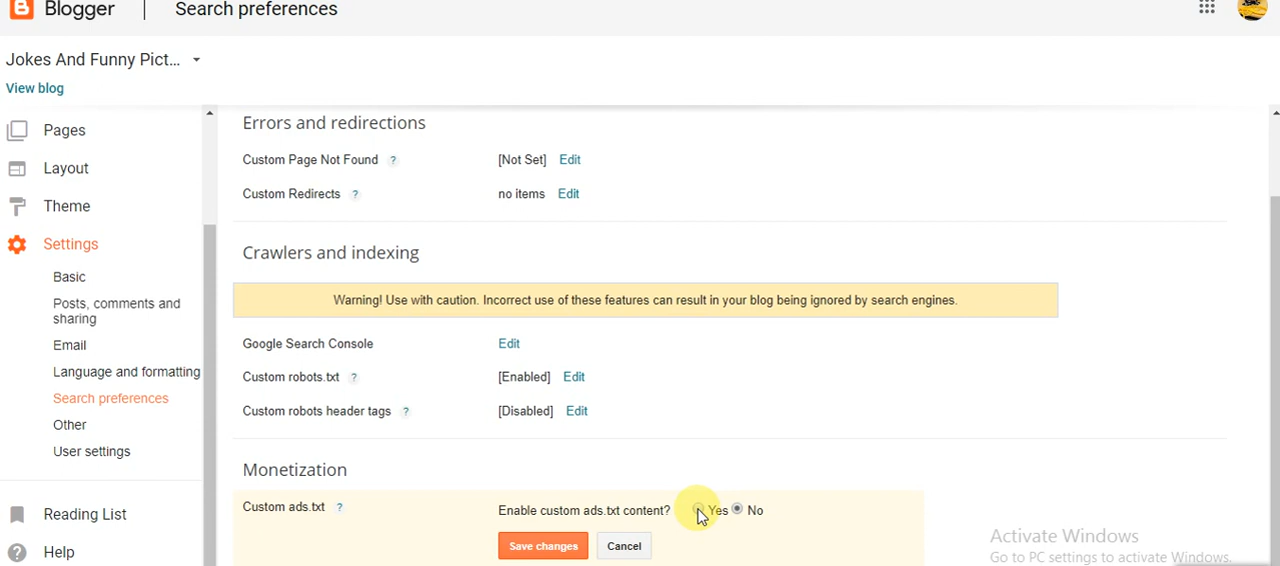 Blogger | Search preferences
Jokes And Funny Pict...
View blog
Pages
Layout
Theme
Settings
Basic
Posts, comments and
sharing
Email
Language and formatting
Search preferences
Other
User settings
Reading List
Help
Errors and redirections
Custom Page Not Found ? [Not Set] Edit
Custom Redirects ? no items Edit
Crawlers and indexing
Warning! Use with caution. Incorrect use of these features can result in your blog being ignored by search engines.
Google Search Console Edit
Custom robots.txt ? [Enabled] Edit
Custom robots header tags ? [Disabled] Edit
Monetization
Custom ads.txt ? Enable custom ads.txt content? Yes No
Save changes Cancel
Activate Windows
Go to PC settings to activate Windows.